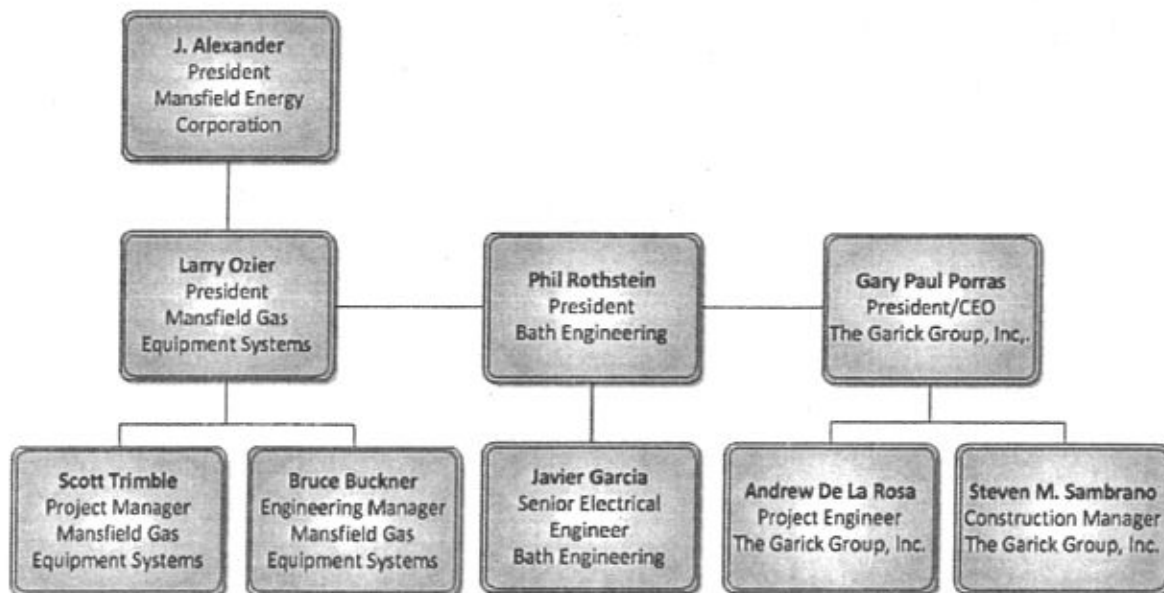 J. Alexander
President
Mansfield Energy
Corporation
Larry Ozier
President
Mansfield Gas
Equipment Systems
Phil Rothstein
President
Bath Engineering
Gary Paul Porras
President/CEO
The Garick Group, Inc,.
Scott Trimble
Project Manager
Mansfield Gas
Equipment Systems
Bruce Buckner
Engineering Manager
Mansfield Gas
Equipment Systems
Javier Garcia
Senior Electrical
Engineer
Bath Engineering
Andrew De La Rosa
Project Engineer
The Garick Group, Inc.
Steven M. Sambrano
Construction Manager
The Garick Group, Inc.